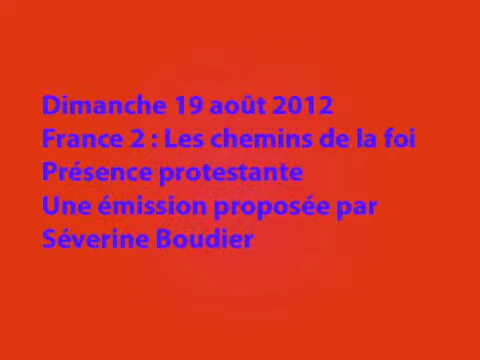 Dimanche 19 août 2012
France 2 : Les chemins de la foi
Présence protestante
Une émission proposée par
Séverine Boudier